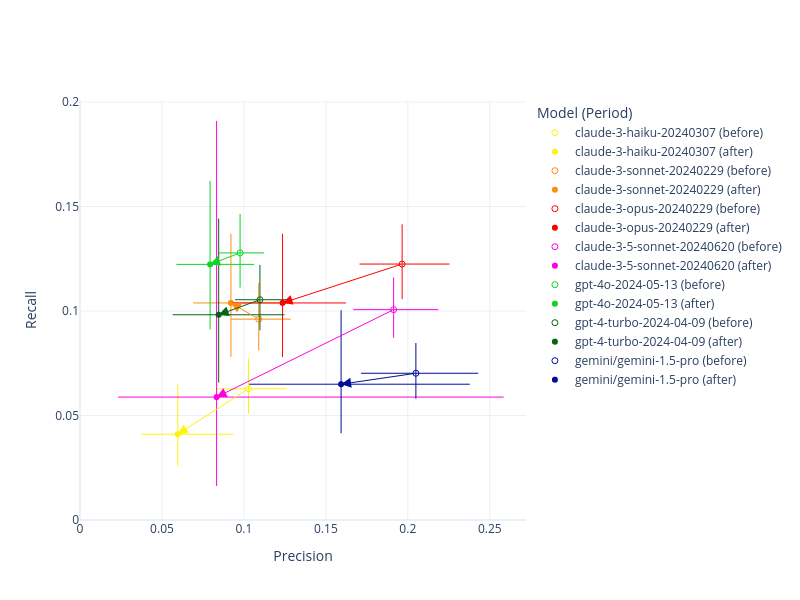 0.2
0.15
0.1
0.05
0
0
0.05
0.1
0.15
0.2
0.25
Recall
Precision
Model (Period)
claude-3-haiku-20240307 (before)
claude-3-haiku-20240307 (after)
claude-3-sonnet-20240229 (before)
claude-3-sonnet-20240229 (after)
claude-3-opus-20240229 (before)
claude-3-opus-20240229 (after)
claude-3-5-sonnet-20240620 (before)
claude-3-5-sonnet-20240620 (after)
gpt-4o-2024-05-13 (before)
gpt-4o-2024-05-13 (after)
gpt-4-turbo-2024-04-09 (before)
gpt-4-turbo-2024-04-09 (after)
gemini/gemini-1.5-pro (before)
gemini/gemini-1.5-pro (after)